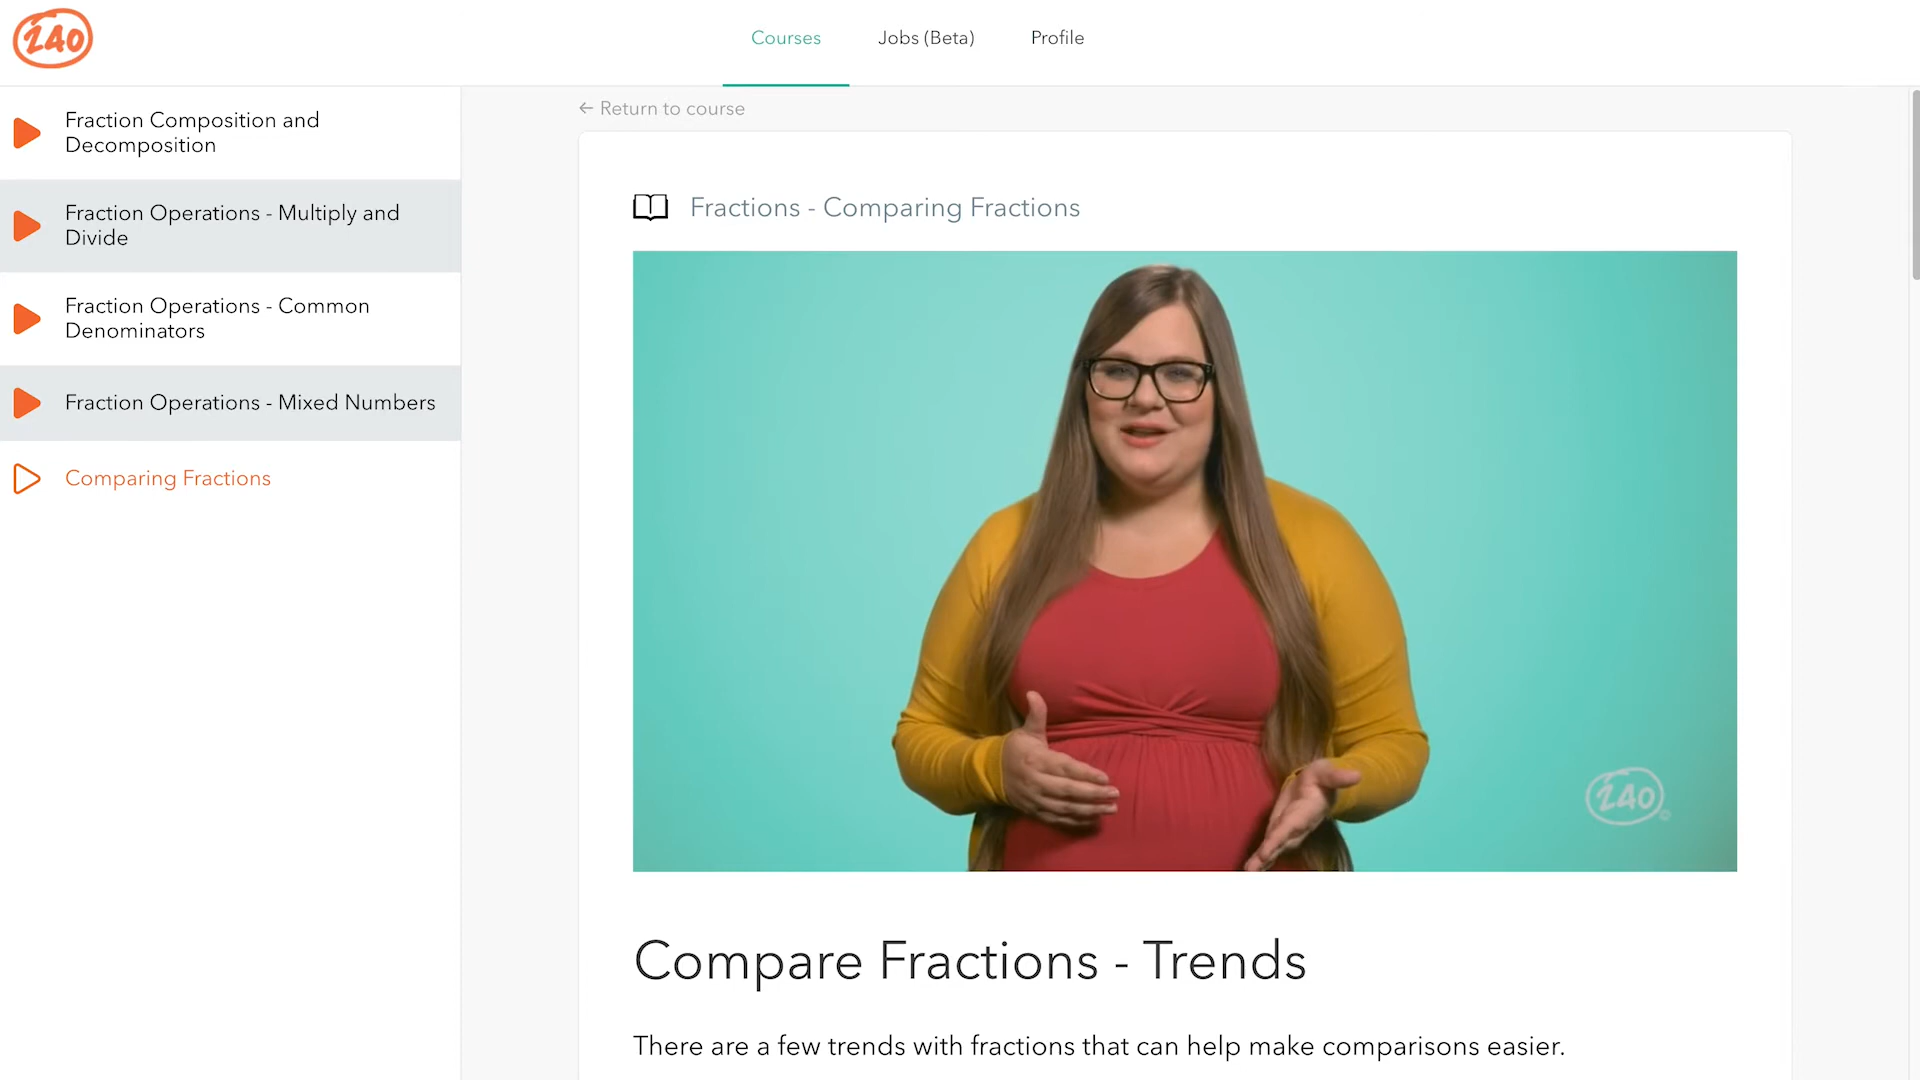 240
Courses
Jobs (Beta)
Profile
Fraction Composition and
Decomposition
Fraction Operations - Multiply and
Divide
Fraction Operations - Common
Denominators
Fraction Operations - Mixed Numbers
Comparing Fractions
← Return to course
Fractions - Comparing Fractions
240
Compare Fractions - Trends
There are a few trends with fractions that can help make comparisons easier.